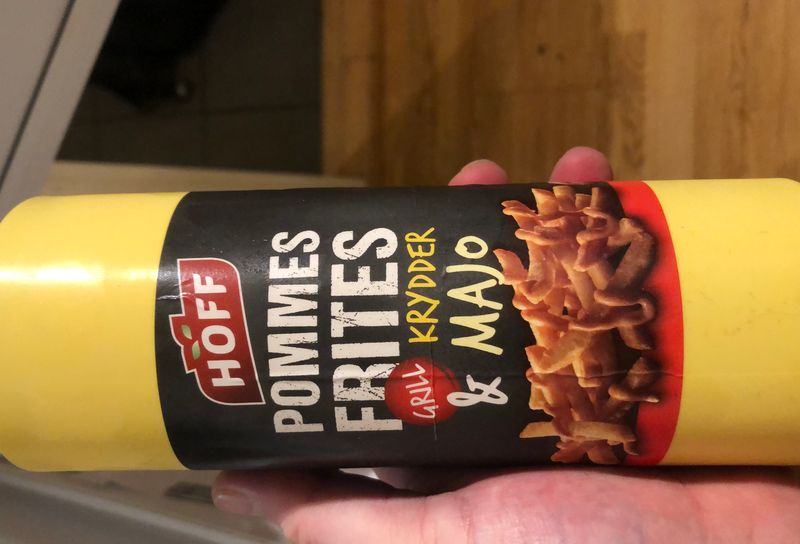 HOFF
POMMES
FRITES
GRILL KRYDDER
& MAJO